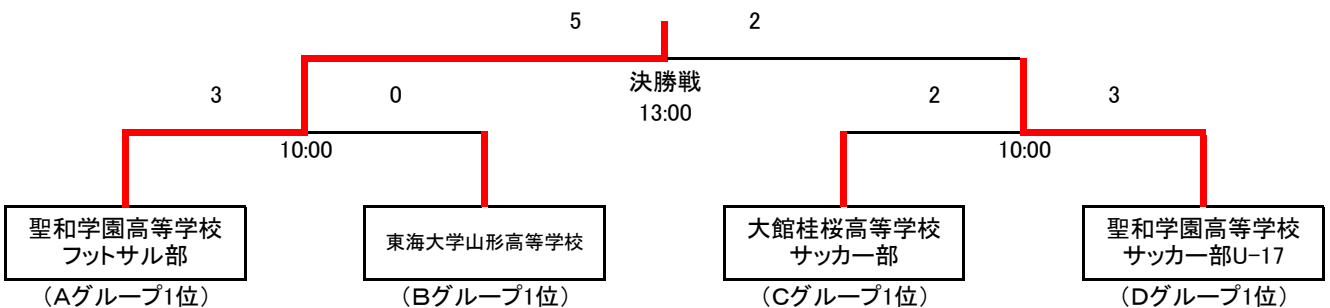 5 2
決勝戦
13:00
3 0 2 3
10:00 10:00
聖和学園高等学校
フットサル部
(Aグループ1位)
東海大学山形高等学校
(Bグループ1位)
大館桂桜高等学校
サッカー部
(Cグループ1位)
聖和学園高等学校
サッカー部U-17
(Dグループ1位)